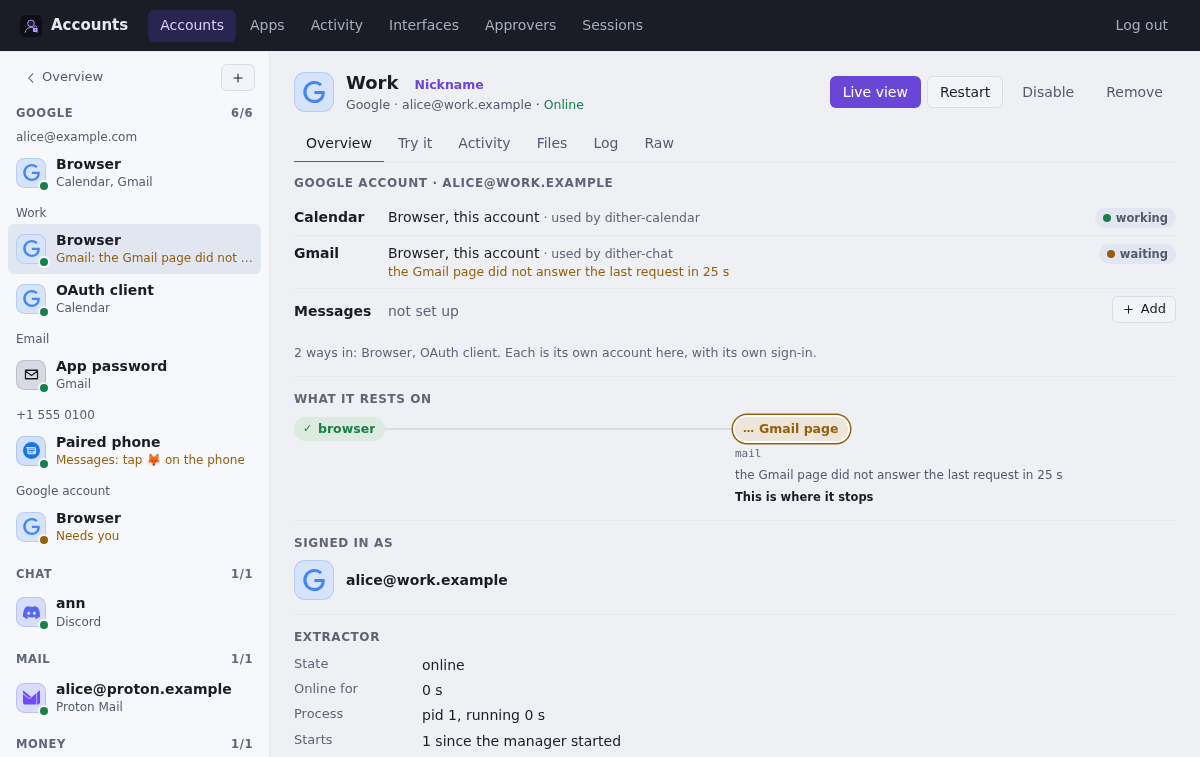 Accounts
Accounts
Apps
Activity
Interfaces
Approvers
Sessions
Log out
Overview
+
GOOGLE 6/6
alice@example.com
Browser
Calendar, Gmail
Work
Browser
Gmail: the Gmail page did not …
OAuth client
Calendar
Email
App password
Gmail
+1 555 0100
Paired phone
Messages: tap 🦊 on the phone
Google account
Browser
Needs you
CHAT 1/1
ann
Discord
MAIL 1/1
alice@proton.example
Proton Mail
MONEY 1/1
Work Nickname
Google · alice@work.example · Online
Live view
Restart
Disable
Remove
Overview
Try it
Activity
Files
Log
Raw
GOOGLE ACCOUNT · ALICE@WORK.EXAMPLE
Calendar Browser, this account · used by dither-calendar working
Gmail Browser, this account · used by dither-chat waiting
the Gmail page did not answer the last request in 25 s
Messages not set up + Add
2 ways in: Browser, OAuth client. Each is its own account here, with its own sign-in.
WHAT IT RESTS ON
✓ browser
… Gmail page
mail
the Gmail page did not answer the last request in 25 s
This is where it stops
SIGNED IN AS
alice@work.example
EXTRACTOR
State online
Online for 0 s
Process pid 1, running 0 s
Starts 1 since the manager started